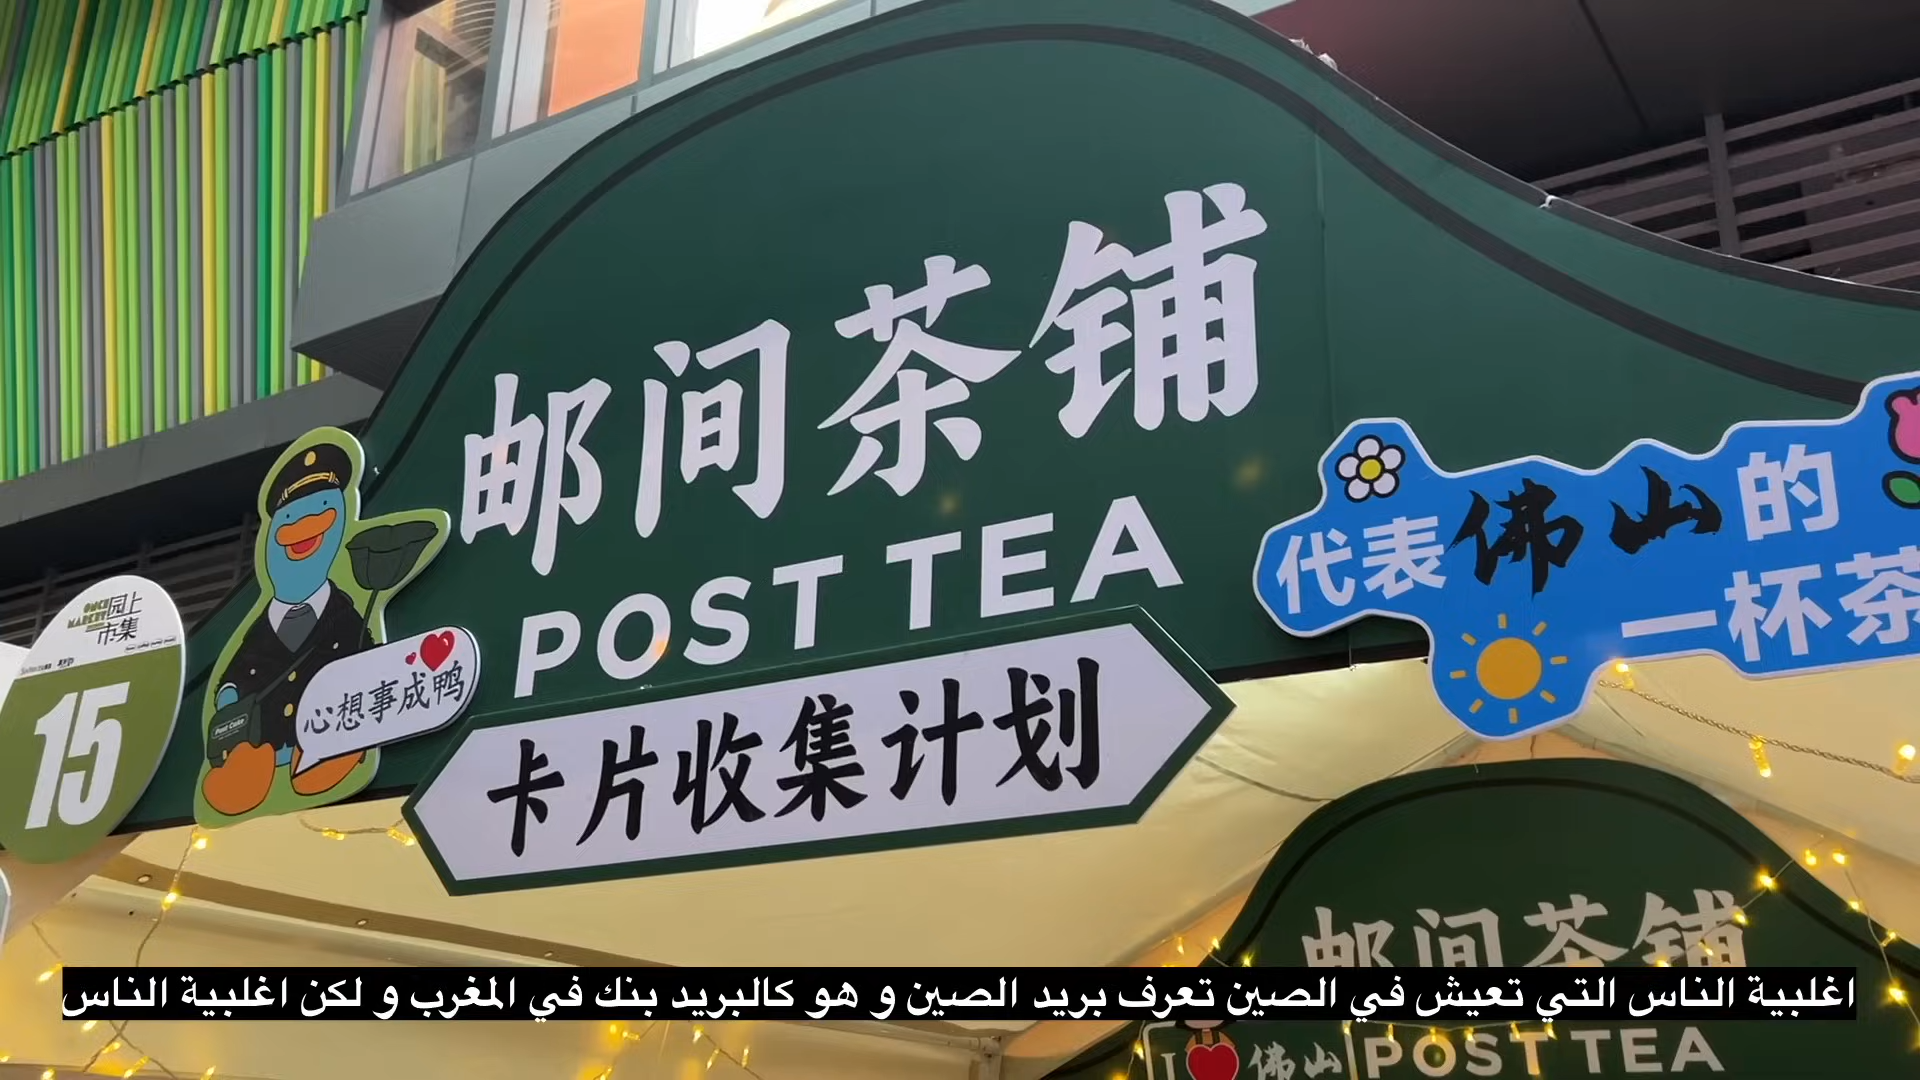 邮间茶铺
POST TEA
卡片收集计划
心想事成鸭
代表佛山的
一杯茶
园上
市集
15
邮间茶铺
اغلبية الناس التي تعيش في الصين تعرف بريد الصين و هو كالبريد بنك في المغرب و لكن اغلبية الناس
I 佛山
POST TEA